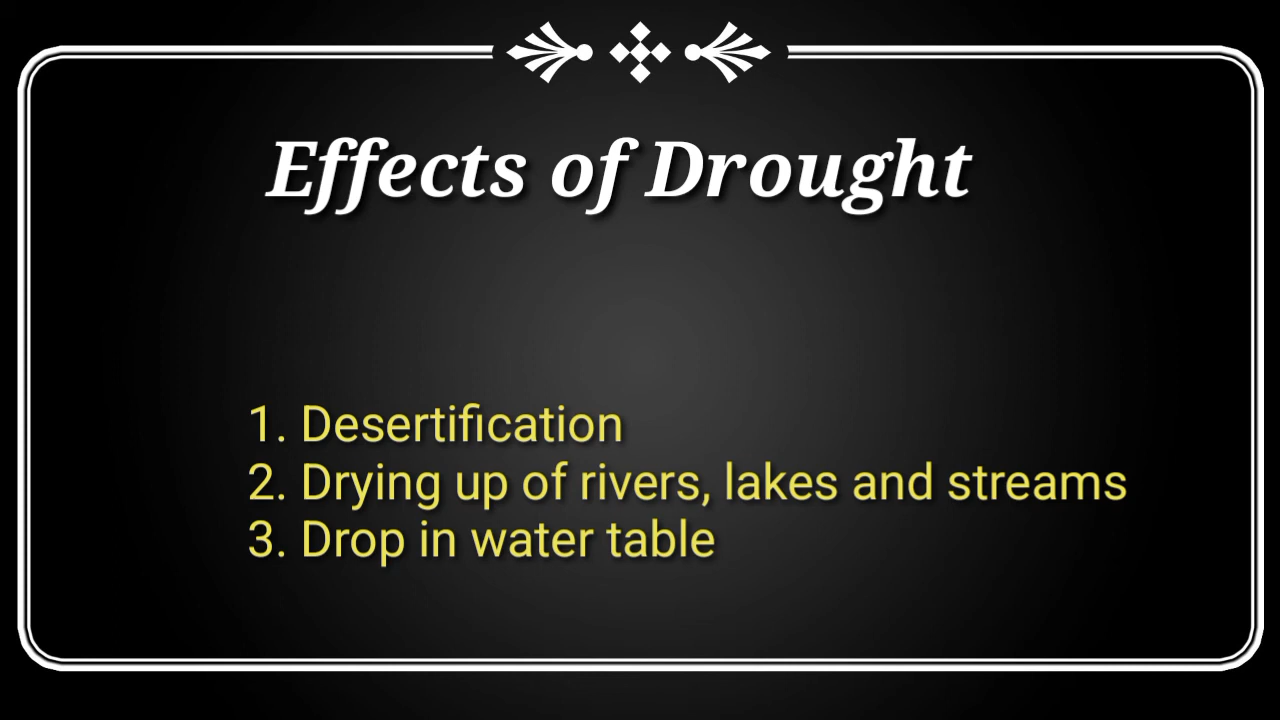 Effects of Drought
1. Desertification
2. Drying up of rivers, lakes and streams
3. Drop in water table